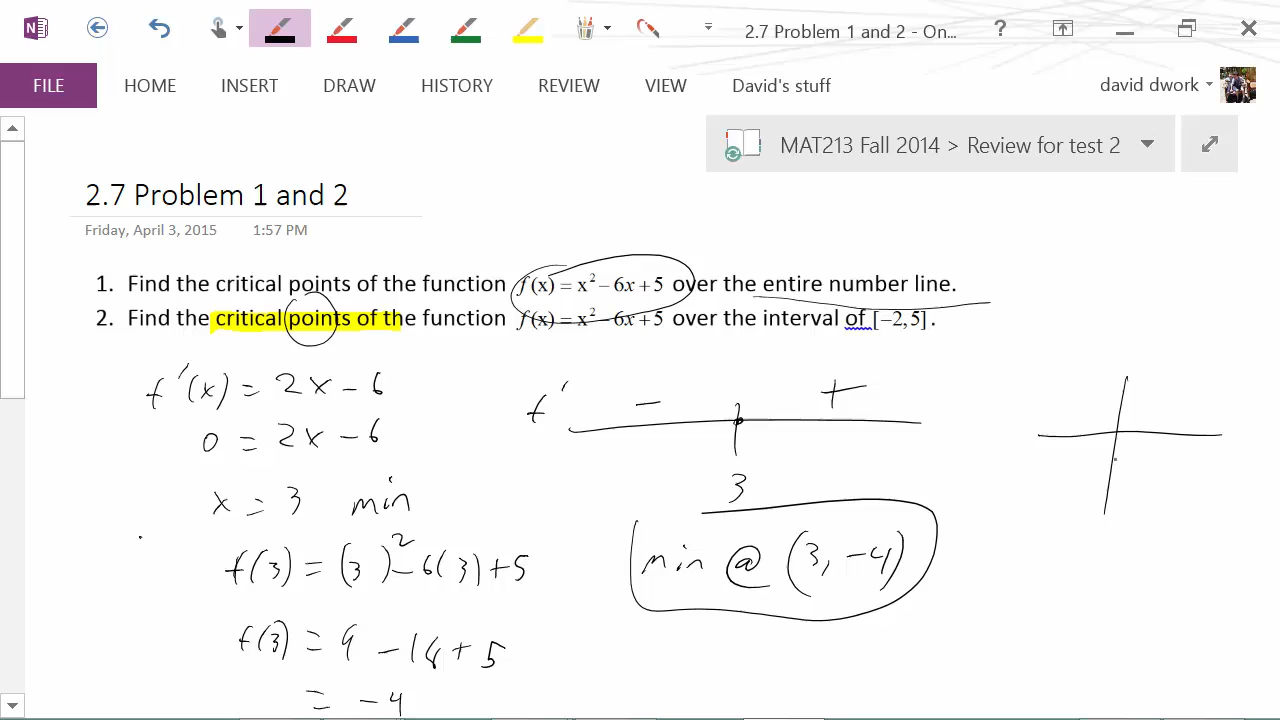 2.7 Problem 1 and 2 - On...
?
FILE HOME INSERT DRAW HISTORY REVIEW VIEW David's stuff david dwork
MAT213 Fall 2014 > Review for test 2
2.7 Problem 1 and 2
Friday, April 3, 2015 1:57 PM
1. Find the critical points of the function f(x) = x² − 6x + 5 over the entire number line.
2. Find the critical points of the function f(x) = x² − 6x + 5 over the interval of [−2, 5].
f'(x) = 2x − 6
0 = 2x − 6
x = 3 min
f(3) = (3)² − 6(3) + 5
f(3) = 9 − 18 + 5
= −4
f' − +
3
min @ (3, −4)